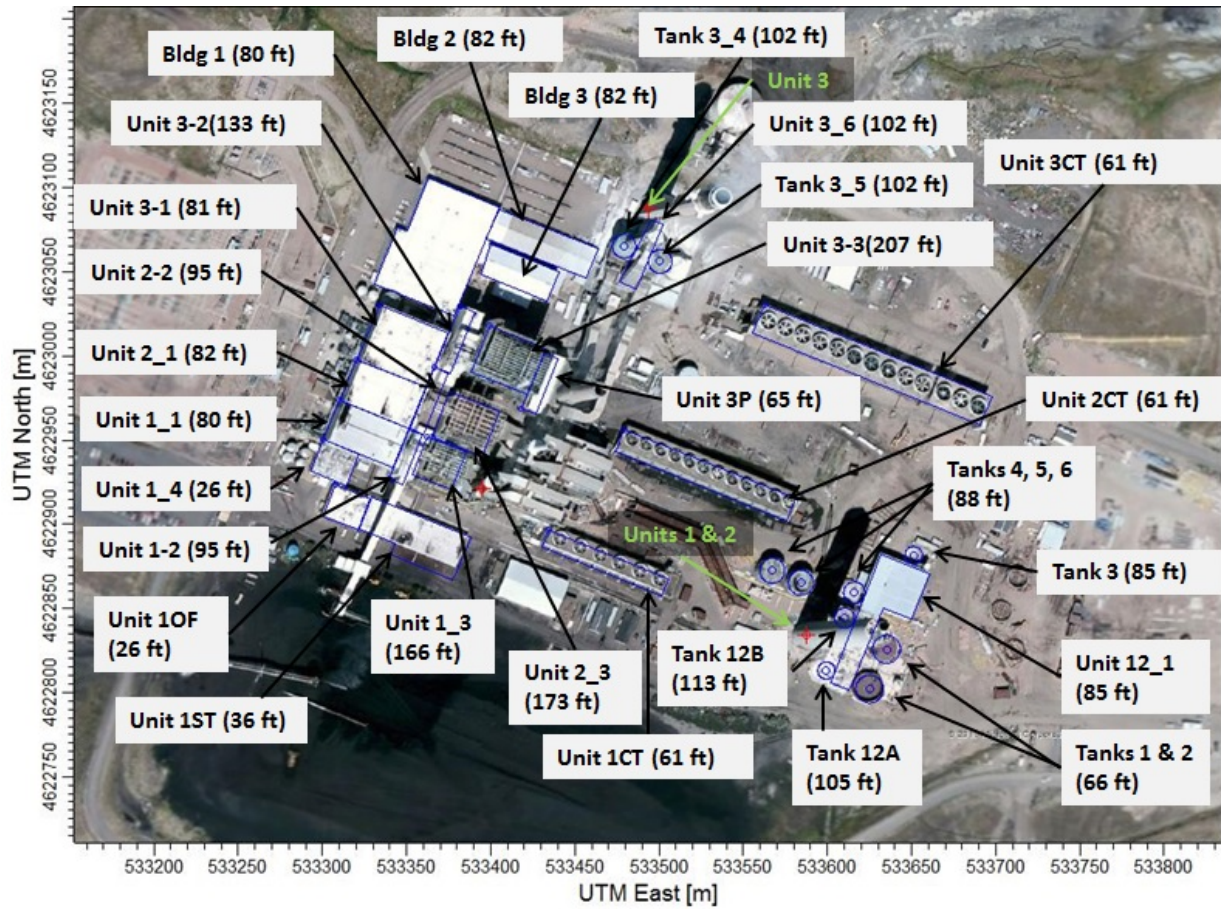 Bldg 1 (80 ft)
Bldg 2 (82 ft)
Tank 3_4 (102 ft)
Unit 3
Bldg 3 (82 ft)
Unit 3-2(133 ft)
Unit 3_6 (102 ft)
Unit 3CT (61 ft)
Tank 3_5 (102 ft)
Unit 3-1 (81 ft)
Unit 3-3(207 ft)
Unit 2-2 (95 ft)
Unit 2_1 (82 ft)
Unit 3P (65 ft)
Unit 2CT (61 ft)
Unit 1_1 (80 ft)
Tanks 4, 5, 6
(88 ft)
Unit 1_4 (26 ft)
Units 1 & 2
Unit 1-2 (95 ft)
Tank 3 (85 ft)
Unit 1OF
(26 ft)
Unit 1_3
(166 ft)
Unit 2_3
(173 ft)
Tank 12B
(113 ft)
Unit 12_1
(85 ft)
Unit 1ST (36 ft)
Unit 1CT (61 ft)
Tank 12A
(105 ft)
Tanks 1 & 2
(66 ft)
UTM North [m]
4623150
4623100
4623050
4623000
4622950
4622900
4622850
4622800
4622750
533200 533250 533300 533350 533400 533450 533500 533550 533600 533650 533700 533750 533800
UTM East [m]